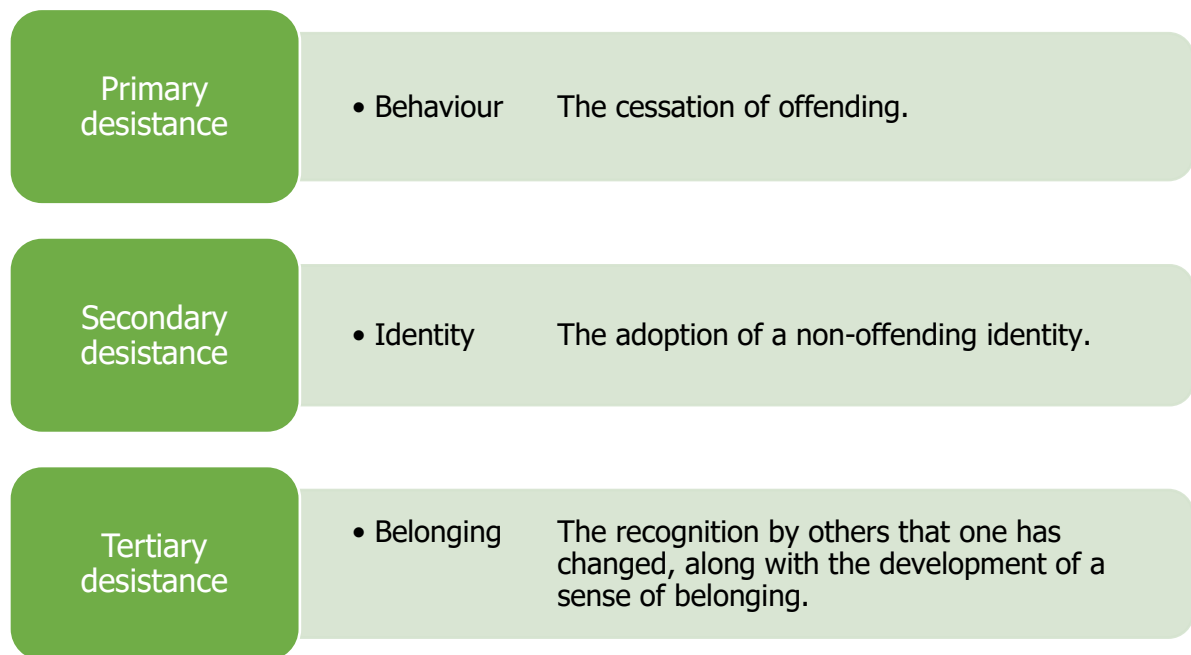 Primary
desistance
• Behaviour The cessation of offending.
Secondary
desistance
• Identity The adoption of a non-offending identity.
Tertiary
desistance
• Belonging The recognition by others that one has
changed, along with the development of a
sense of belonging.